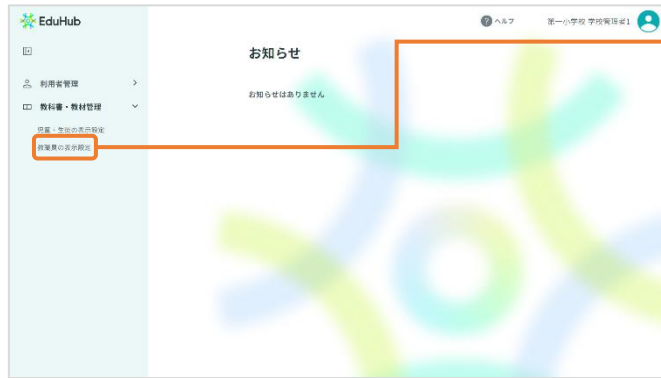 EduHub
ヘルプ
第一小学校 学校管理者1
お知らせ
利用者管理
お知らせはありません
教科書・教材管理
児童・生徒の表示設定
教職員の表示設定